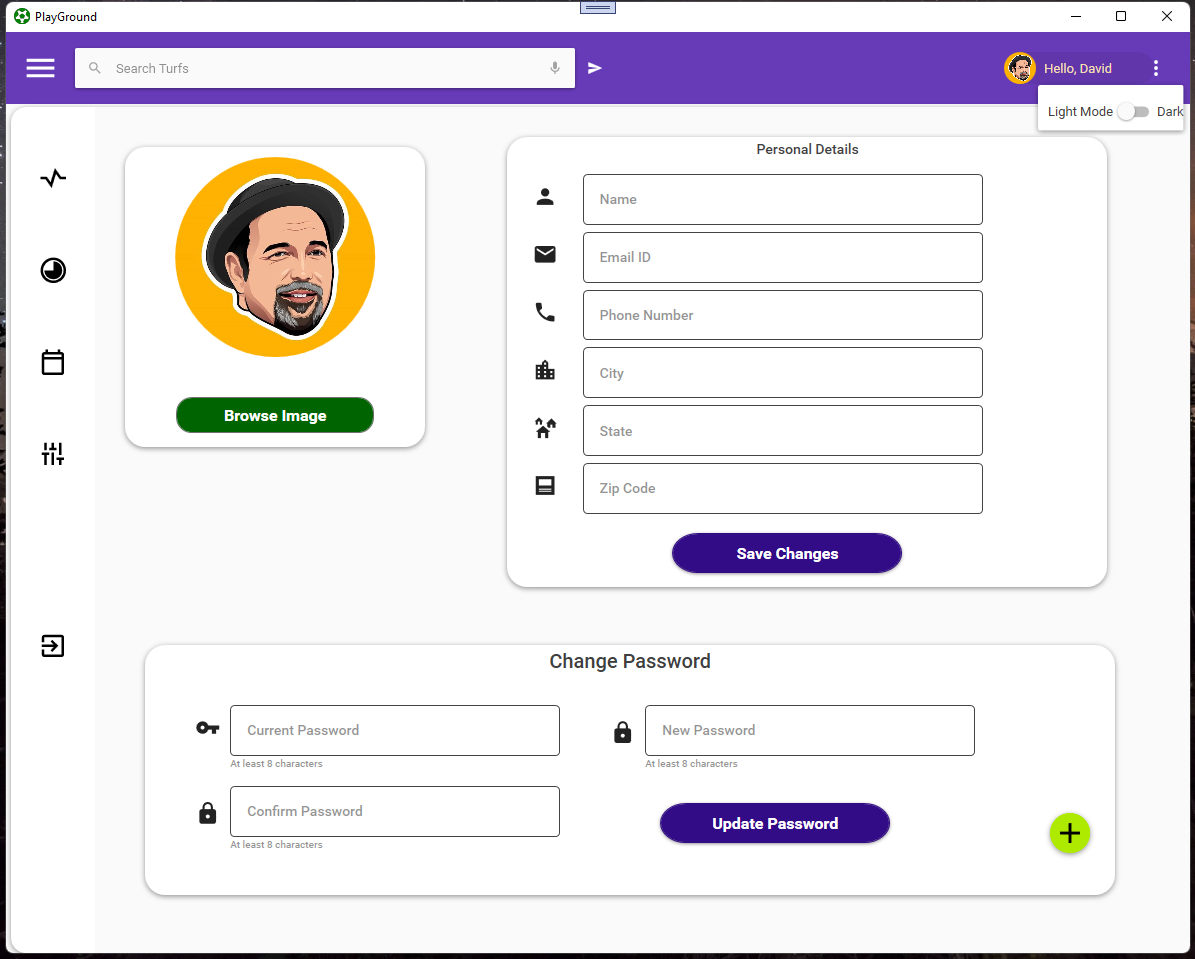 PlayGround
Search Turfs
Hello, David
Light Mode
Dark
Personal Details
Name
Email ID
Phone Number
City
State
Zip Code
Browse Image
Save Changes
Change Password
Current Password
At least 8 characters
New Password
At least 8 characters
Confirm Password
At least 8 characters
Update Password